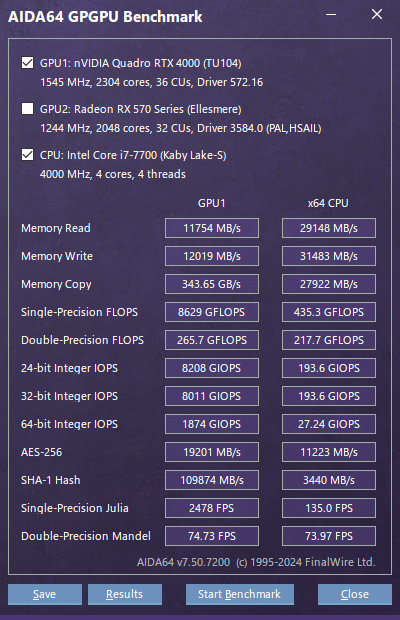 AIDA64 GPGPU Benchmark
GPU1: nVIDIA Quadro RTX 4000 (TU104)
1545 MHz, 2304 cores, 36 CUs, Driver 572.16
GPU2: Radeon RX 570 Series (Ellesmere)
1244 MHz, 2048 cores, 32 CUs, Driver 3584.0 (PAL,HSAIL)
CPU: Intel Core i7-7700 (Kaby Lake-S)
4000 MHz, 4 cores, 4 threads
GPU1 x64 CPU
Memory Read 11754 MB/s 29148 MB/s
Memory Write 12019 MB/s 31483 MB/s
Memory Copy 343.65 GB/s 27922 MB/s
Single-Precision FLOPS 8629 GFLOPS 435.3 GFLOPS
Double-Precision FLOPS 265.7 GFLOPS 217.7 GFLOPS
24-bit Integer IOPS 8208 GIOPS 193.6 GIOPS
32-bit Integer IOPS 8011 GIOPS 193.6 GIOPS
64-bit Integer IOPS 1874 GIOPS 27.24 GIOPS
AES-256 19201 MB/s 11223 MB/s
SHA-1 Hash 109874 MB/s 3440 MB/s
Single-Precision Julia 2478 FPS 135.0 FPS
Double-Precision Mandel 74.73 FPS 73.97 FPS
AIDA64 v7.50.7200 (c) 1995-2024 FinalWire Ltd.
Save Results Start Benchmark Close